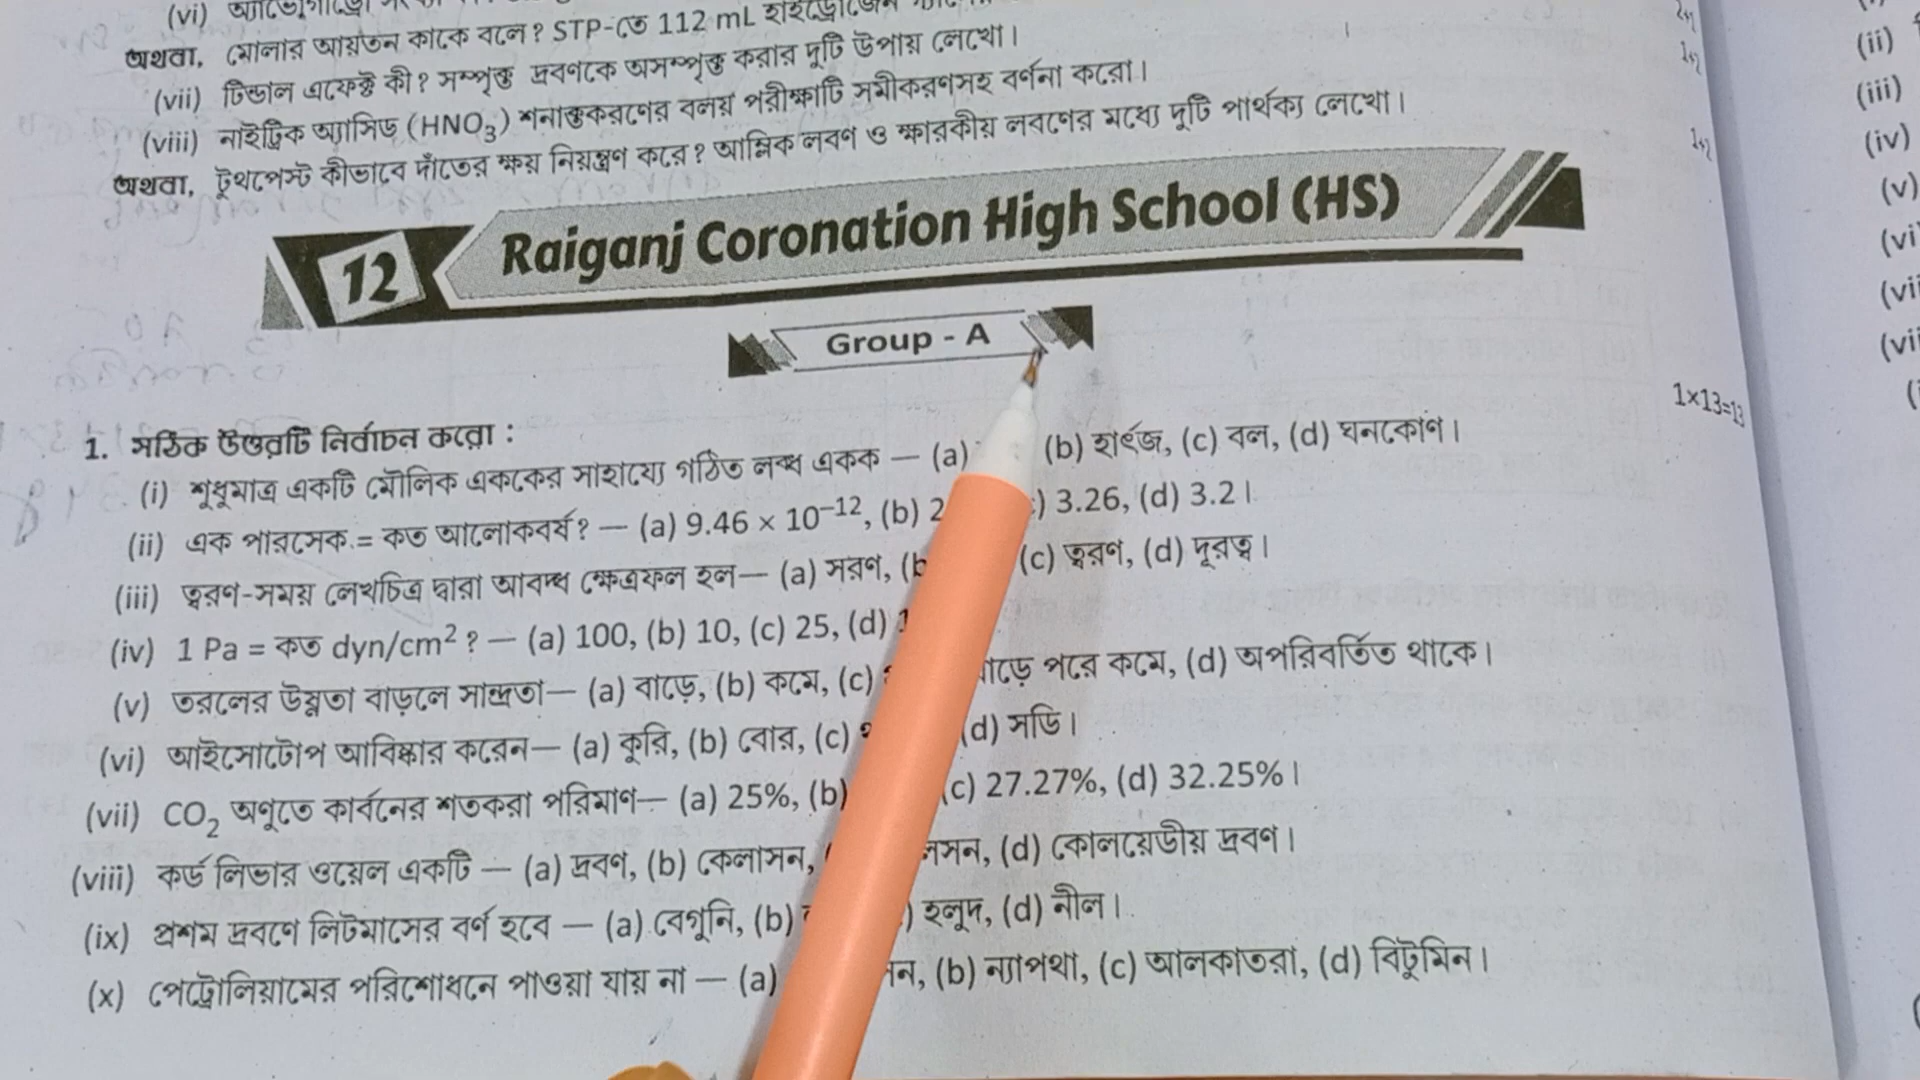 (vi)
অথবা, মোলার আয়তন কাকে বলে? STP-তে 112 mL হাইড্রোজেন
(vii) টিন্ডাল এফেক্ট কী? সম্পৃক্ত দ্রবণকে অসম্পৃক্ত করার দুটি উপায় লেখো।
(viii) নাইট্রিক অ্যাসিড (HNO₃) শনাক্তকরণের বলয় পরীক্ষাটি সমীকরণসহ বর্ণনা করো।
অথবা, টুথপেস্ট কীভাবে দাঁতের ক্ষয় নিয়ন্ত্রণ করে? আম্লিক লবণ ও ক্ষারকীয় লবণের মধ্যে দুটি পার্থক্য লেখো।
12 Raiganj Coronation High School (HS)
Group - A
1. সঠিক উত্তরটি নির্বাচন করো : 1×13=13
(i) শুধুমাত্র একটি মৌলিক এককের সাহায্যে গঠিত লব্ধ একক — (a) (b) হার্ৎজ, (c) বল, (d) ঘনকোণ।
(ii) এক পারসেক = কত আলোকবর্ষ? — (a) 9.46 × 10⁻¹², (b) 2 ) 3.26, (d) 3.2।
(iii) ত্বরণ-সময় লেখচিত্র দ্বারা আবদ্ধ ক্ষেত্রফল হল— (a) সরণ, (b (c) ত্বরণ, (d) দূরত্ব।
(iv) 1 Pa = কত dyn/cm² ? — (a) 100, (b) 10, (c) 25, (d) 1
(v) তরলের উষ্ণতা বাড়লে সান্দ্রতা— (a) বাড়ে, (b) কমে, (c) বাড়ে পরে কমে, (d) অপরিবর্তিত থাকে।
(vi) আইসোটোপ আবিষ্কার করেন— (a) কুরি, (b) বোর, (c) (d) সডি।
(vii) CO₂ অণুতে কার্বনের শতকরা পরিমাণ— (a) 25%, (b) (c) 27.27%, (d) 32.25%।
(viii) কর্ড লিভার ওয়েল একটি — (a) দ্রবণ, (b) কেলাসন, লসন, (d) কোলয়েডীয় দ্রবণ।
(ix) প্রশম দ্রবণে লিটমাসের বর্ণ হবে — (a) বেগুনি, (b) ) হলুদ, (d) নীল।
(x) পেট্রোলিয়ামের পরিশোধনে পাওয়া যায় না — (a) ন, (b) ন্যাপথা, (c) আলকাতরা, (d) বিটুমিন।
(ii)
(iii)
(iv)
(v)
(vi
(vii
(vii